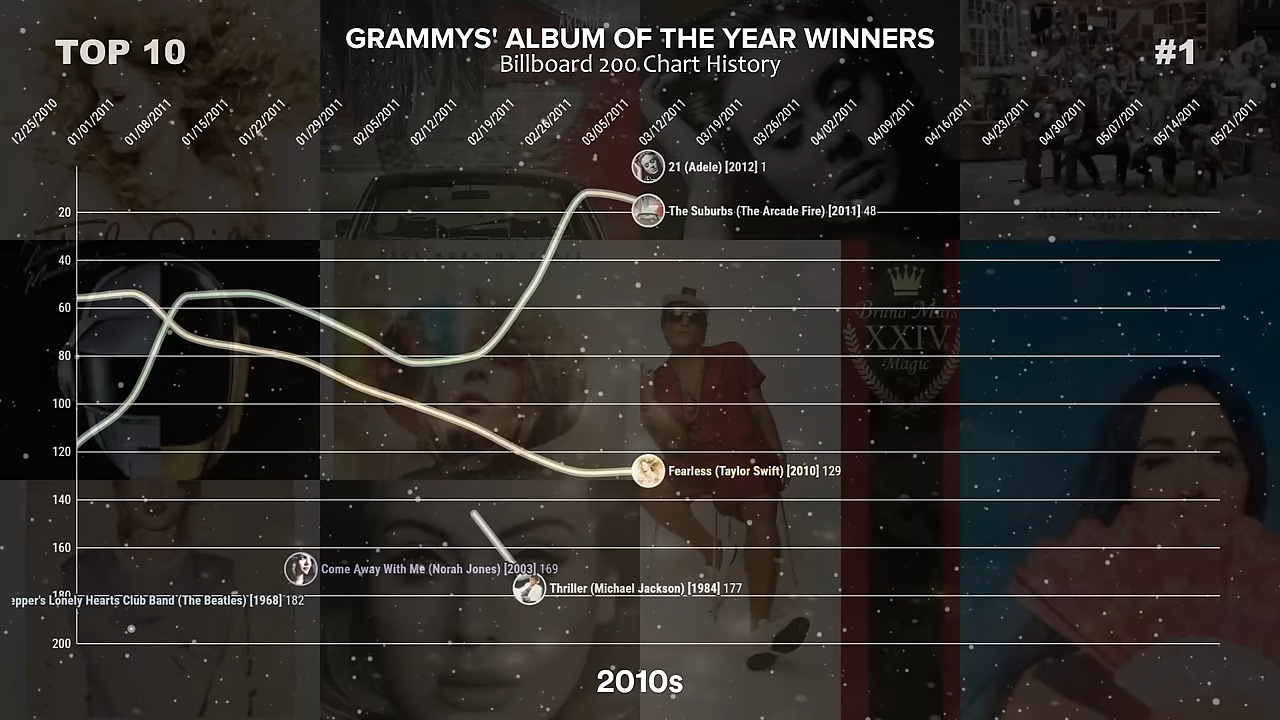 TOP 10
GRAMMYS' ALBUM OF THE YEAR WINNERS
Billboard 200 Chart History
#1
12/25/2010
01/01/2011
01/08/2011
01/15/2011
01/22/2011
01/29/2011
02/05/2011
02/12/2011
02/19/2011
02/26/2011
03/05/2011
03/12/2011
03/19/2011
03/26/2011
04/02/2011
04/09/2011
04/16/2011
04/23/2011
04/30/2011
05/07/2011
05/14/2011
05/21/2011
21 (Adele) [2012] 1
20
The Suburbs (The Arcade Fire) [2011] 48
40
60
Bruno Mars
XXIV
Magic
80
100
120
Fearless (Taylor Swift) [2010] 129
140
160
Come Away With Me (Norah Jones) [2003] 169
Thriller (Michael Jackson) [1984] 177
180
epper's Lonely Hearts Club Band (The Beatles) [1968] 182
200
2010s